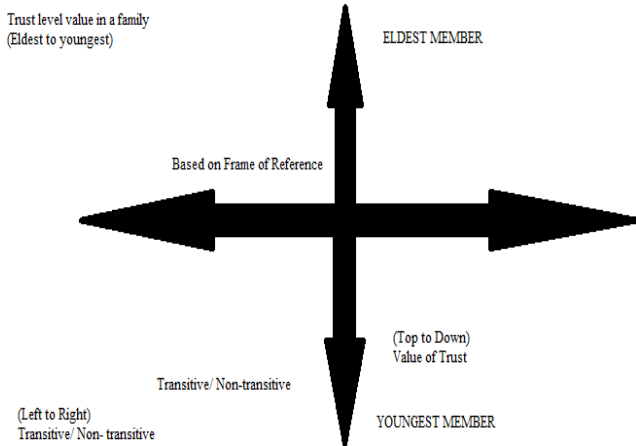 Trust level value in a family
(Eldest to youngest)
ELDEST MEMBER
Based on Frame of Reference
(Top to Down)
Value of Trust
Transitive/ Non-transitive
(Left to Right)
Transitive/ Non- transitive
YOUNGEST MEMBER